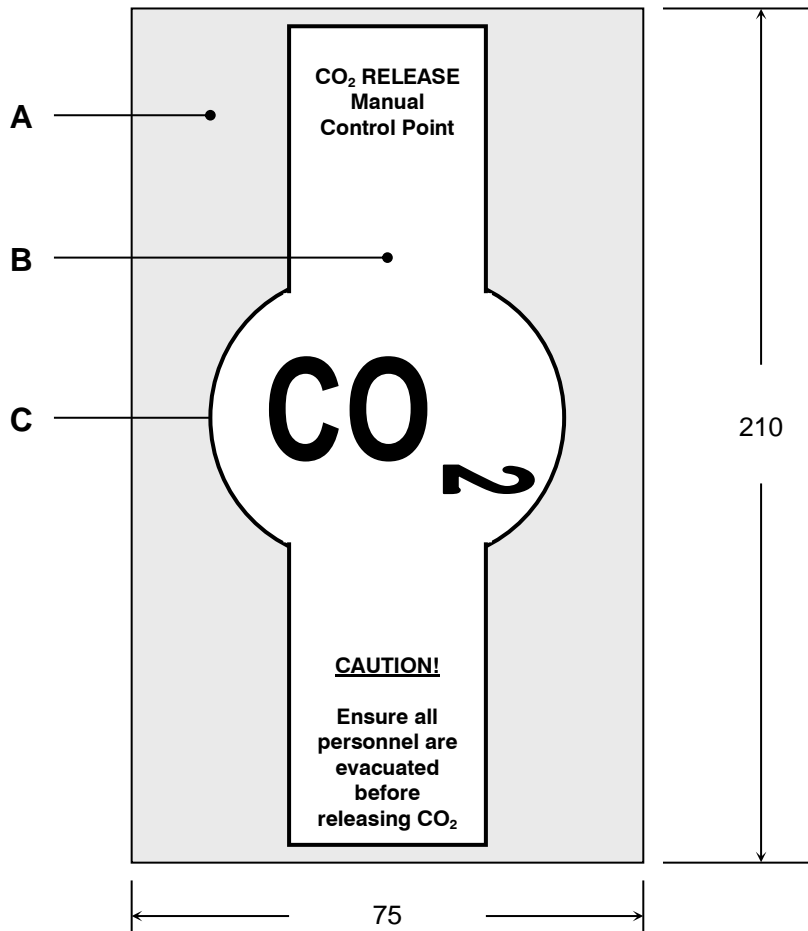 CO₂ RELEASE
Manual
Control Point
A
B
CO₂
C
210
CAUTION!
Ensure all
personnel are
evacuated
before
releasing CO₂
75